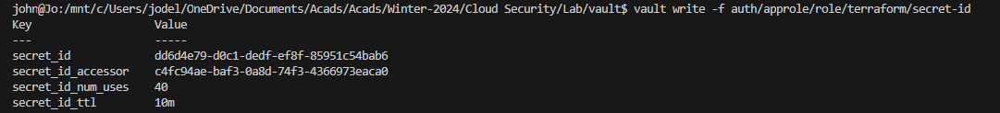 john@Jo:/mnt/c/Users/jodel/OneDrive/Documents/Acads/Acads/Winter-2024/Cloud Security/Lab/vault$ vault write -f auth/approle/role/terraform/secret-id
Key Value
--- -----
secret_id dd6d4e79-d0c1-dedf-ef8f-85951c54bab6
secret_id_accessor c4fc94ae-baf3-0a8d-74f3-4366973eaca0
secret_id_num_uses 40
secret_id_ttl 10m